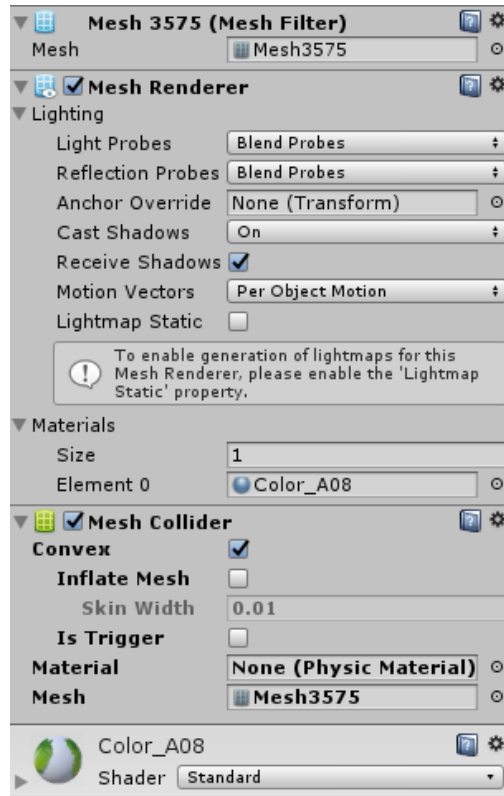 Mesh 3575 (Mesh Filter)
Mesh Mesh3575
Mesh Renderer
Lighting
Light Probes Blend Probes
Reflection Probes Blend Probes
Anchor Override None (Transform)
Cast Shadows On
Receive Shadows
Motion Vectors Per Object Motion
Lightmap Static
To enable generation of lightmaps for this
Mesh Renderer, please enable the 'Lightmap
Static' property.
Materials
Size 1
Element 0 Color_A08
Mesh Collider
Convex
Inflate Mesh
Skin Width 0.01
Is Trigger
Material None (Physic Material)
Mesh Mesh3575
Color_A08
Shader Standard